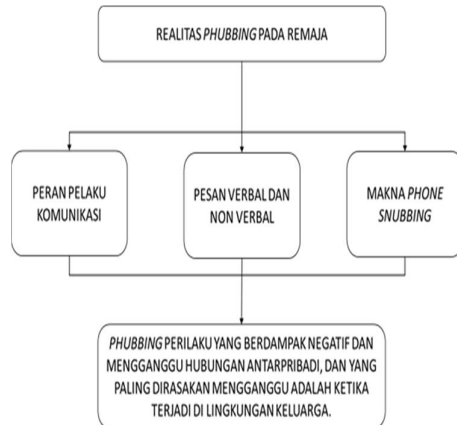 REALITAS PHUBBING PADA REMAJA
PERAN PELAKU
KOMUNIKASI
PESAN VERBAL DAN
NON VERBAL
MAKNA PHONE
SNUBBING
PHUBBING PERILAKU YANG BERDAMPAK NEGATIF DAN
MENGGANGGU HUBUNGAN ANTARPRIBADI, DAN YANG
PALING DIRASAKAN MENGGANGGU ADALAH KETIKA
TERJADI DI LINGKUNGAN KELUARGA.